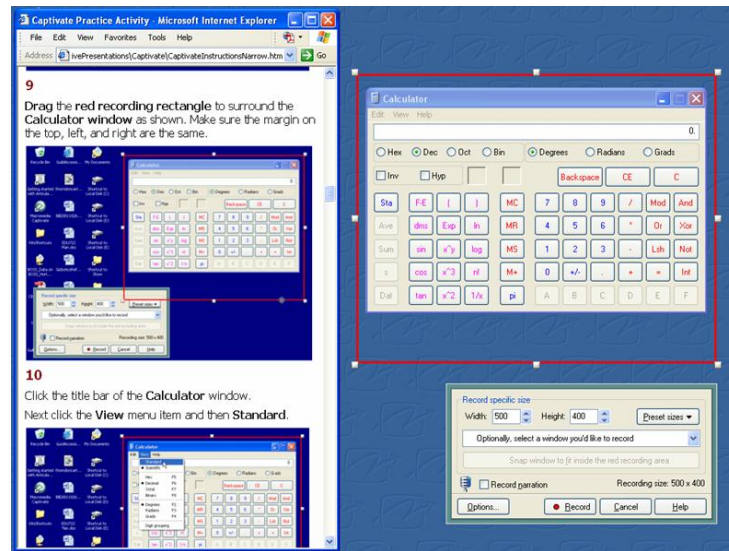 Captivate Practice Activity - Microsoft Internet Explorer
File Edit View Favorites Tools Help
Address ivePresentations\Captivate\CaptivateInstructionsNarrow.htm Go
9
Drag the red recording rectangle to surround the
Calculator window as shown. Make sure the margin on
the top, left, and right are the same.
10
Click the title bar of the Calculator window.
Next click the View menu item and then Standard.
Calculator
Edit View Help
0.
Hex Dec Oct Bin Degrees Radians Grads
Inv Hyp Backspace CE C
Sta F-E ( ) MC 7 8 9 / Mod And
Ave dms Exp ln MR 4 5 6 * Or Xor
Sum sin x^y log MS 1 2 3 - Lsh Not
s cos x^3 n! M+ 0 +/- . + = Int
Dat tan x^2 1/x pi A B C D E F
Record specific size
Width: 500 Height: 400 Preset sizes
Optionally, select a window you'd like to record
Snap window to fit inside the red recording area
Record narration Recording size: 500 x 400
Options... Record Cancel Help